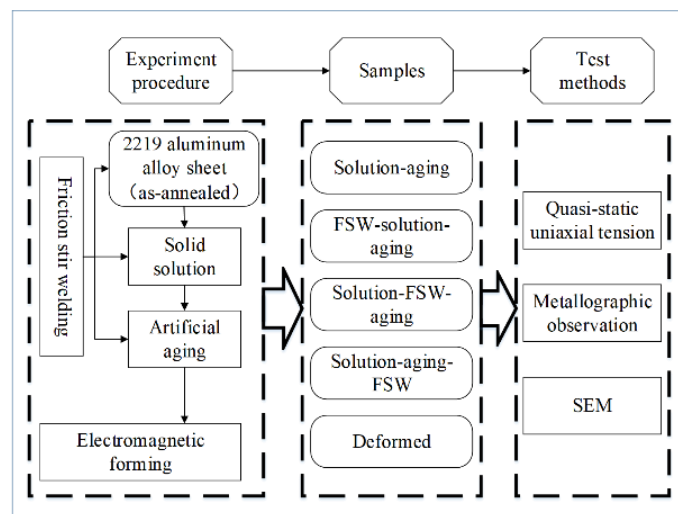 Experiment
procedure
Samples
Test
methods
Friction stir welding
2219 aluminum
alloy sheet
(as-annealed)
Solid
solution
Artificial
aging
Electromagnetic
forming
Solution-aging
FSW-solution-
aging
Solution-FSW-
aging
Solution-aging-
FSW
Deformed
Quasi-static
uniaxial tension
Metallographic
observation
SEM